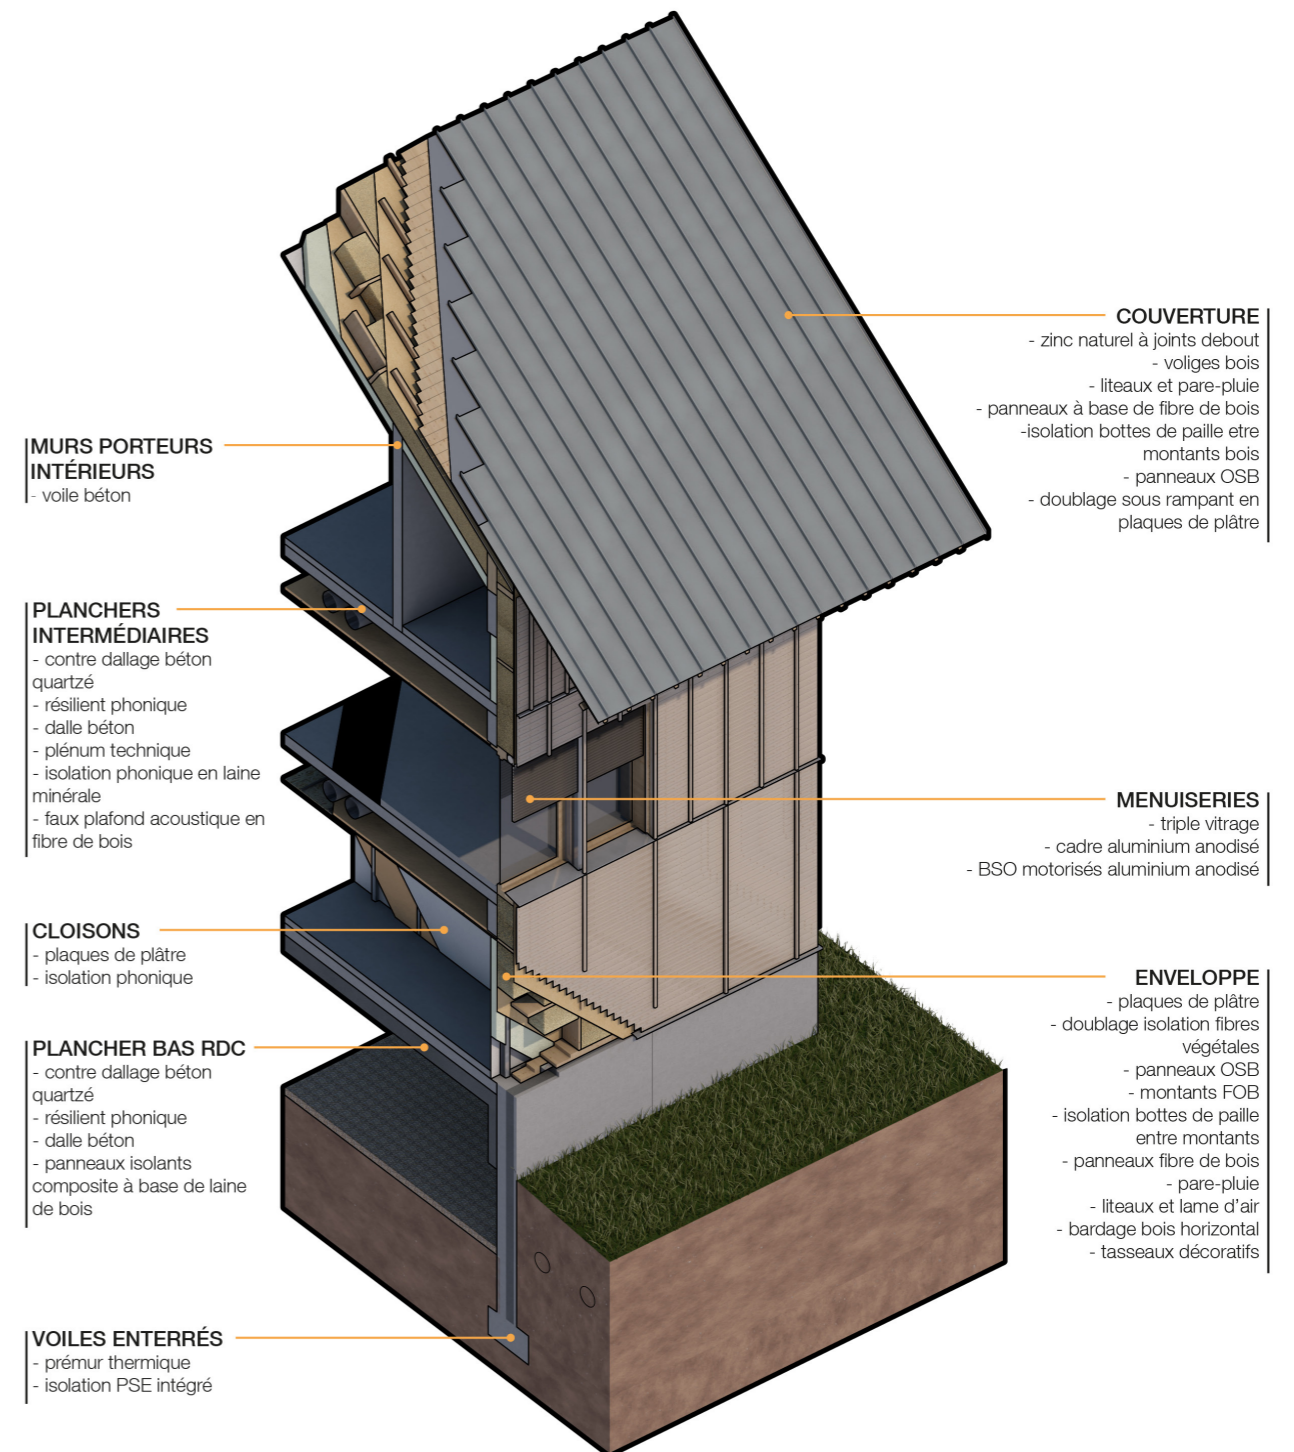 MURS PORTEURS
INTÉRIEURS
- voile béton
PLANCHERS
INTERMÉDIAIRES
- contre dallage béton
quartzé
- résilient phonique
- dalle béton
- plénum technique
- isolation phonique en laine
minérale
- faux plafond acoustique en
fibre de bois
CLOISONS
- plaques de plâtre
- isolation phonique
PLANCHER BAS RDC
- contre dallage béton
quartzé
- résilient phonique
- dalle béton
- panneaux isolants
composite à base de laine
de bois
VOILES ENTERRÉS
- prémur thermique
- isolation PSE intégré
COUVERTURE
- zinc naturel à joints debout
- voliges bois
- liteaux et pare-pluie
- panneaux à base de fibre de bois
-isolation bottes de paille etre
montants bois
- panneaux OSB
- doublage sous rampant en
plaques de plâtre
MENUISERIES
- triple vitrage
- cadre aluminium anodisé
- BSO motorisés aluminium anodisé
ENVELOPPE
- plaques de plâtre
- doublage isolation fibres
végétales
- panneaux OSB
- montants FOB
- isolation bottes de paille
entre montants
- panneaux fibre de bois
- pare-pluie
- liteaux et lame d'air
- bardage bois horizontal
- tasseaux décoratifs